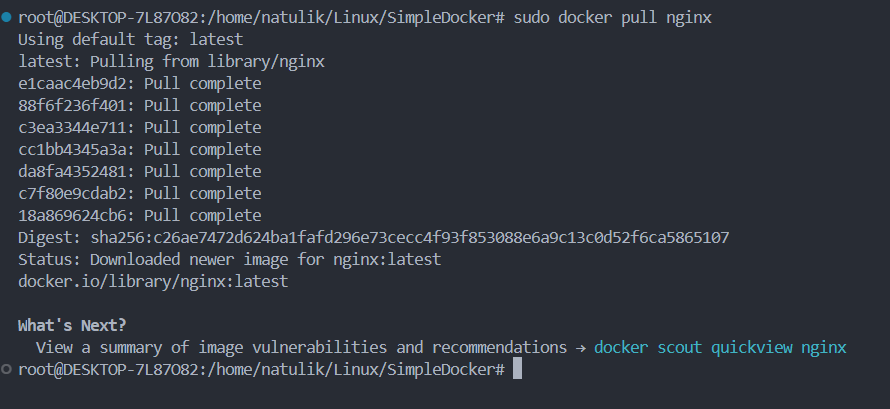 root@DESKTOP-7L87O82:/home/natulik/Linux/SimpleDocker# sudo docker pull nginx
Using default tag: latest
latest: Pulling from library/nginx
e1caac4eb9d2: Pull complete
88f6f236f401: Pull complete
c3ea3344e711: Pull complete
cc1bb4345a3a: Pull complete
da8fa4352481: Pull complete
c7f80e9cdab2: Pull complete
18a869624cb6: Pull complete
Digest: sha256:c26ae7472d624ba1fafd296e73cecc4f93f853088e6a9c13c0d52f6ca5865107
Status: Downloaded newer image for nginx:latest
docker.io/library/nginx:latest
What's Next?
View a summary of image vulnerabilities and recommendations → docker scout quickview nginx
root@DESKTOP-7L87O82:/home/natulik/Linux/SimpleDocker#